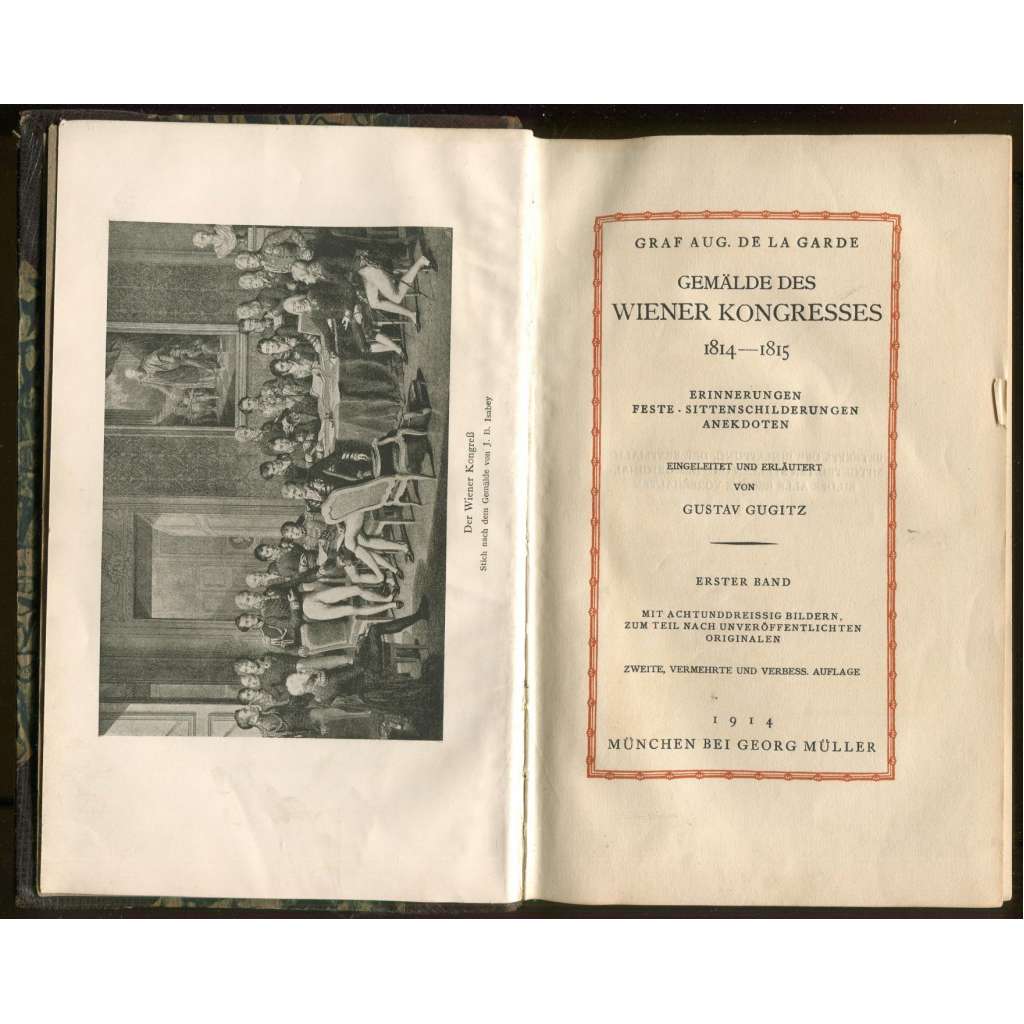 Der Wiener Kongreß
Stich nach dem Gemälde von J. B. Isabey
GRAF AUG. DE LA GARDE
GEMÄLDE DES
WIENER KONGRESSES
1814—1815
ERINNERUNGEN
FESTE · SITTENSCHILDERUNGEN
ANEKDOTEN
EINGELEITET UND ERLÄUTERT
VON
GUSTAV GUGITZ
ERSTER BAND
MIT ACHTUNDDREISSIG BILDERN,
ZUM TEIL NACH UNVERÖFFENTLICHTEN
ORIGINALEN
ZWEITE, VERMEHRTE UND VERBESS. AUFLAGE
1914
MÜNCHEN BEI GEORG MÜLLER